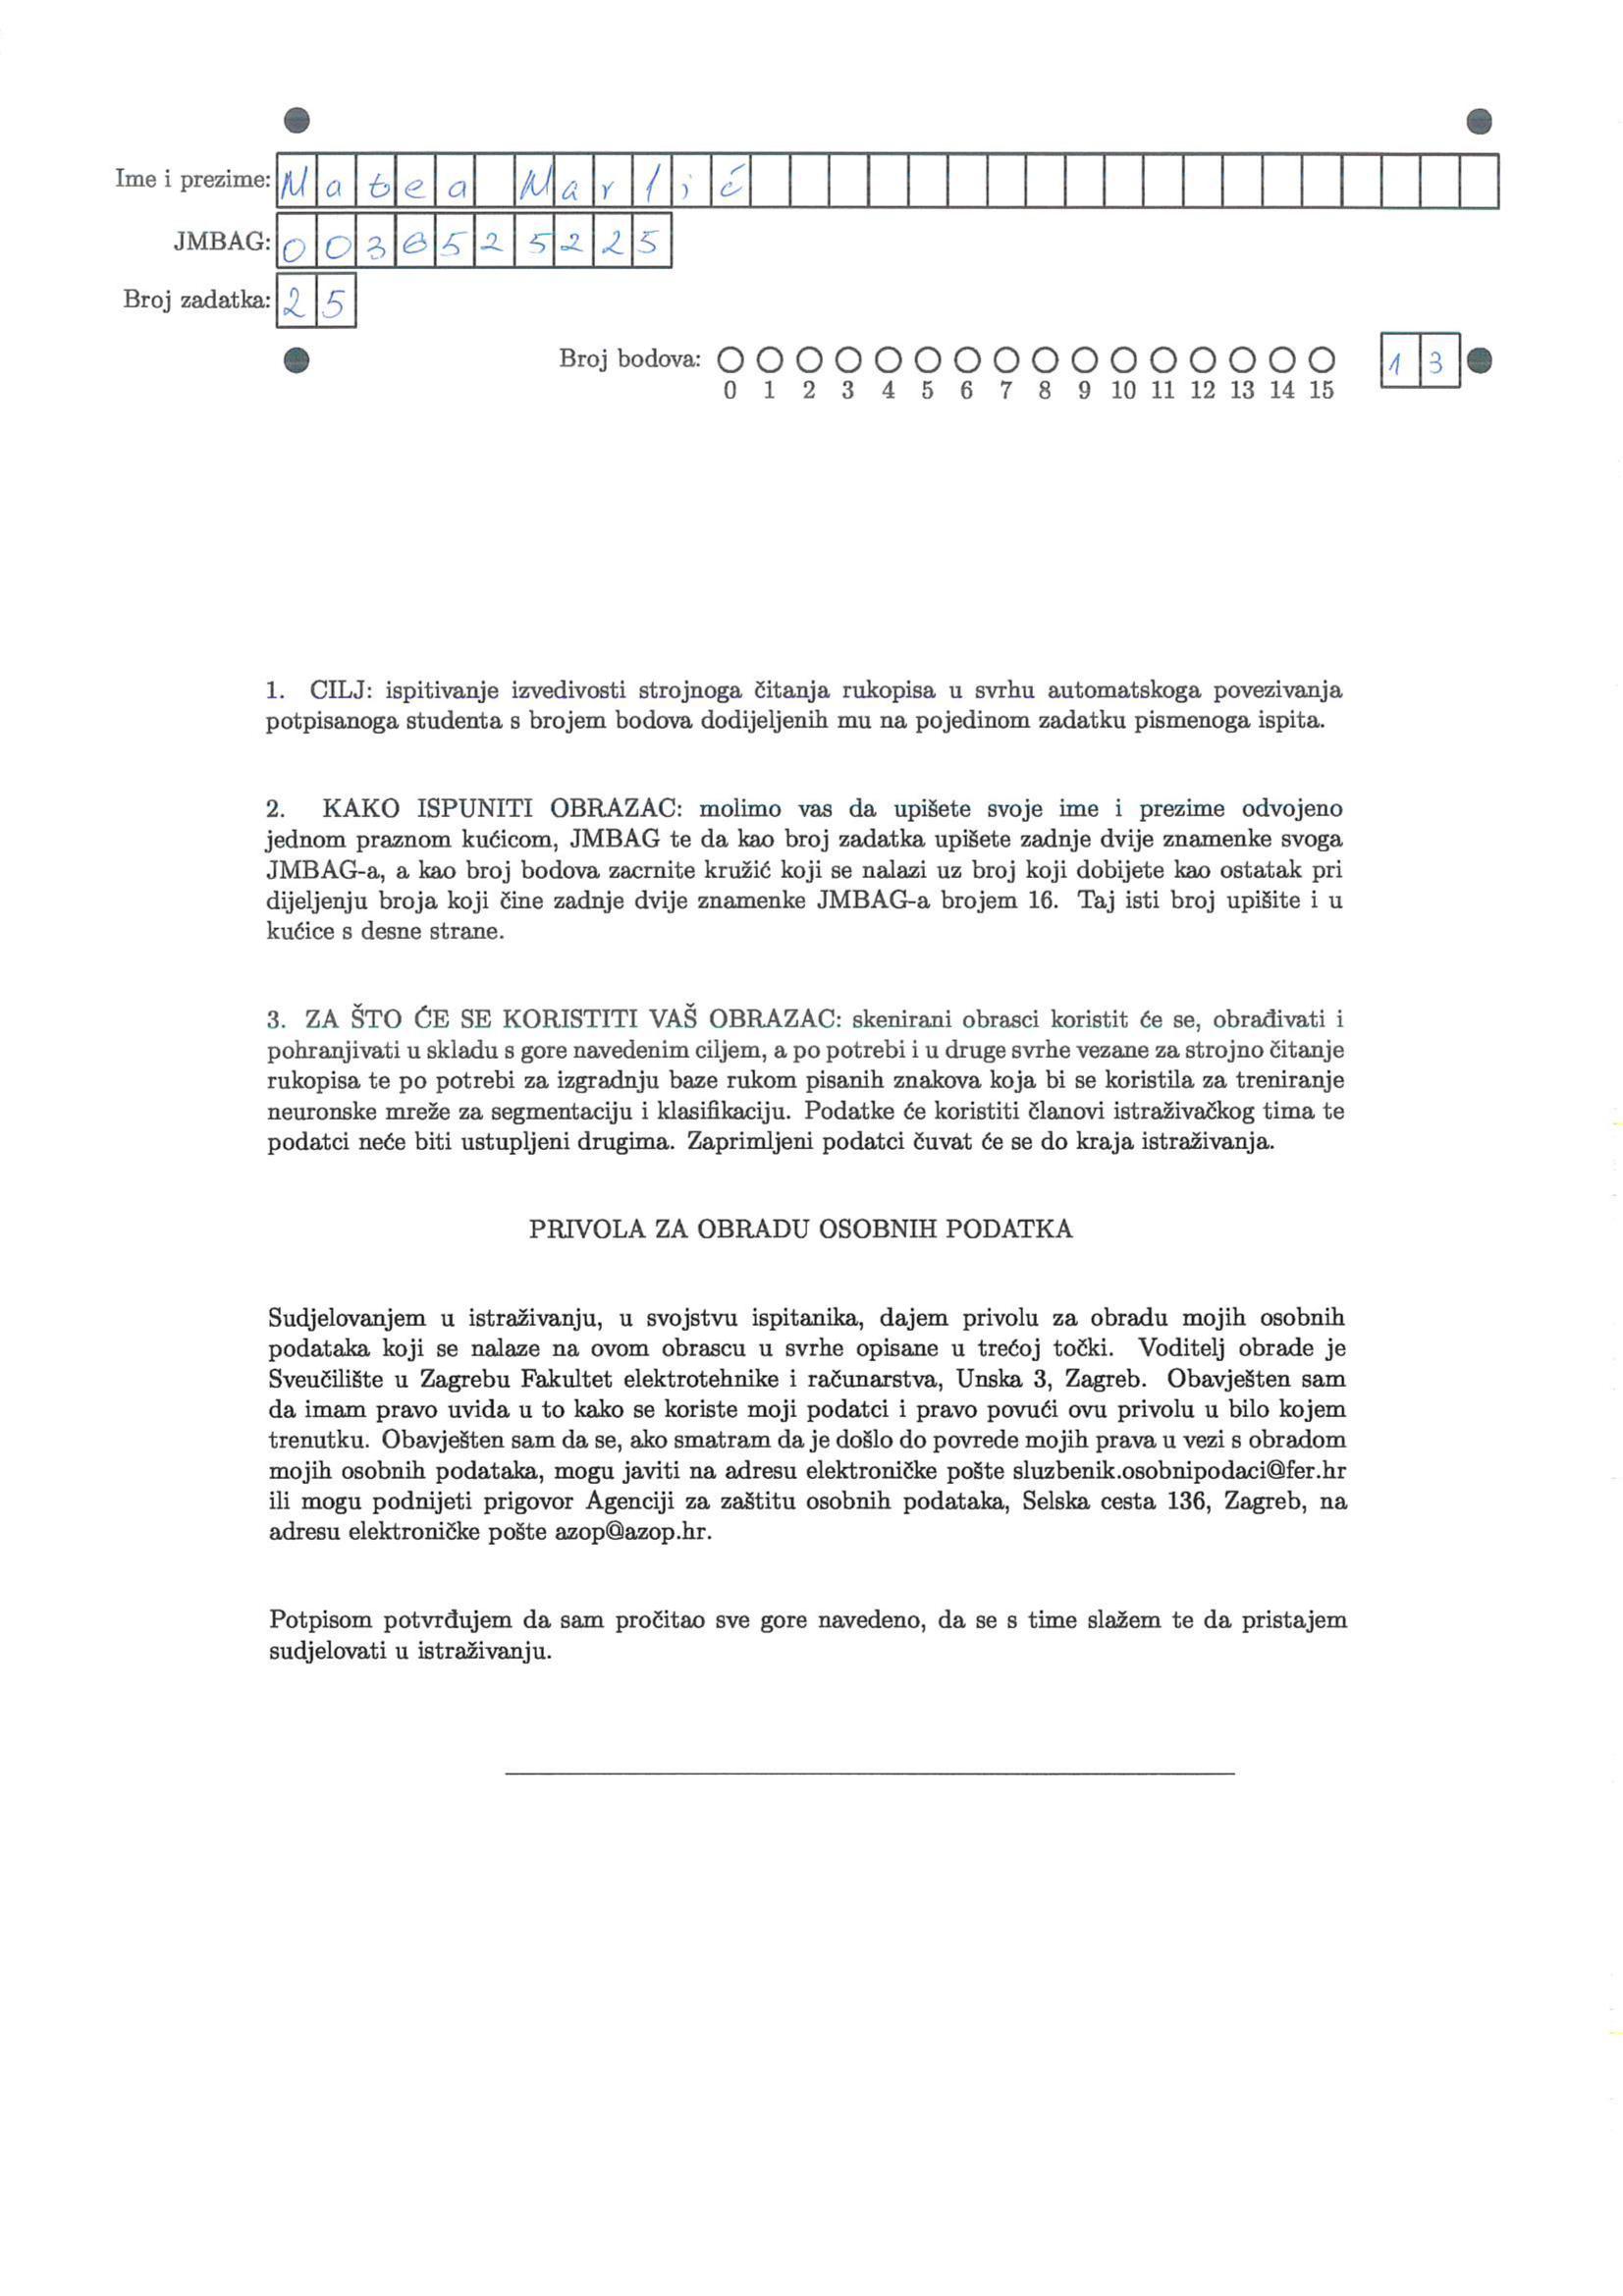 Ime i prezime: Matea Marlić
JMBAG: 0036525225
Broj zadatka: 25
Broj bodova: 0 1 2 3 4 5 6 7 8 9 10 11 12 13 14 15 13
1. CILJ: ispitivanje izvedivosti strojnoga čitanja rukopisa u svrhu automatskoga povezivanja
potpisanoga studenta s brojem bodova dodijeljenih mu na pojedinom zadatku pismenoga ispita.
2. KAKO ISPUNITI OBRAZAC: molimo vas da upišete svoje ime i prezime odvojeno
jednom praznom kućicom, JMBAG te da kao broj zadatka upišete zadnje dvije znamenke svoga
JMBAG-a, a kao broj bodova zacrnite kružić koji se nalazi uz broj koji dobijete kao ostatak pri
dijeljenju broja koji čine zadnje dvije znamenke JMBAG-a brojem 16. Taj isti broj upišite i u
kućice s desne strane.
3. ZA ŠTO ĆE SE KORISTITI VAŠ OBRAZAC: skenirani obrasci koristit će se, obrađivati i
pohranjivati u skladu s gore navedenim ciljem, a po potrebi i u druge svrhe vezane za strojno čitanje
rukopisa te po potrebi za izgradnju baze rukom pisanih znakova koja bi se koristila za treniranje
neuronske mreže za segmentaciju i klasifikaciju. Podatke će koristiti članovi istraživačkog tima te
podatci neće biti ustupljeni drugima. Zaprimljeni podatci čuvat će se do kraja istraživanja.
PRIVOLA ZA OBRADU OSOBNIH PODATKA
Sudjelovanjem u istraživanju, u svojstvu ispitanika, dajem privolu za obradu mojih osobnih
podataka koji se nalaze na ovom obrascu u svrhe opisane u trećoj točki. Voditelj obrade je
Sveučilište u Zagrebu Fakultet elektrotehnike i računarstva, Unska 3, Zagreb. Obavješten sam
da imam pravo uvida u to kako se koriste moji podatci i pravo povući ovu privolu u bilo kojem
trenutku. Obavješten sam da se, ako smatram da je došlo do povrede mojih prava u vezi s obradom
mojih osobnih podataka, mogu javiti na adresu elektroničke pošte sluzbenik.osobnipodaci@fer.hr
ili mogu podnijeti prigovor Agenciji za zaštitu osobnih podataka, Selska cesta 136, Zagreb, na
adresu elektroničke pošte azop@azop.hr.
Potpisom potvrđujem da sam pročitao sve gore navedeno, da se s time slažem te da pristajem
sudjelovati u istraživanju.